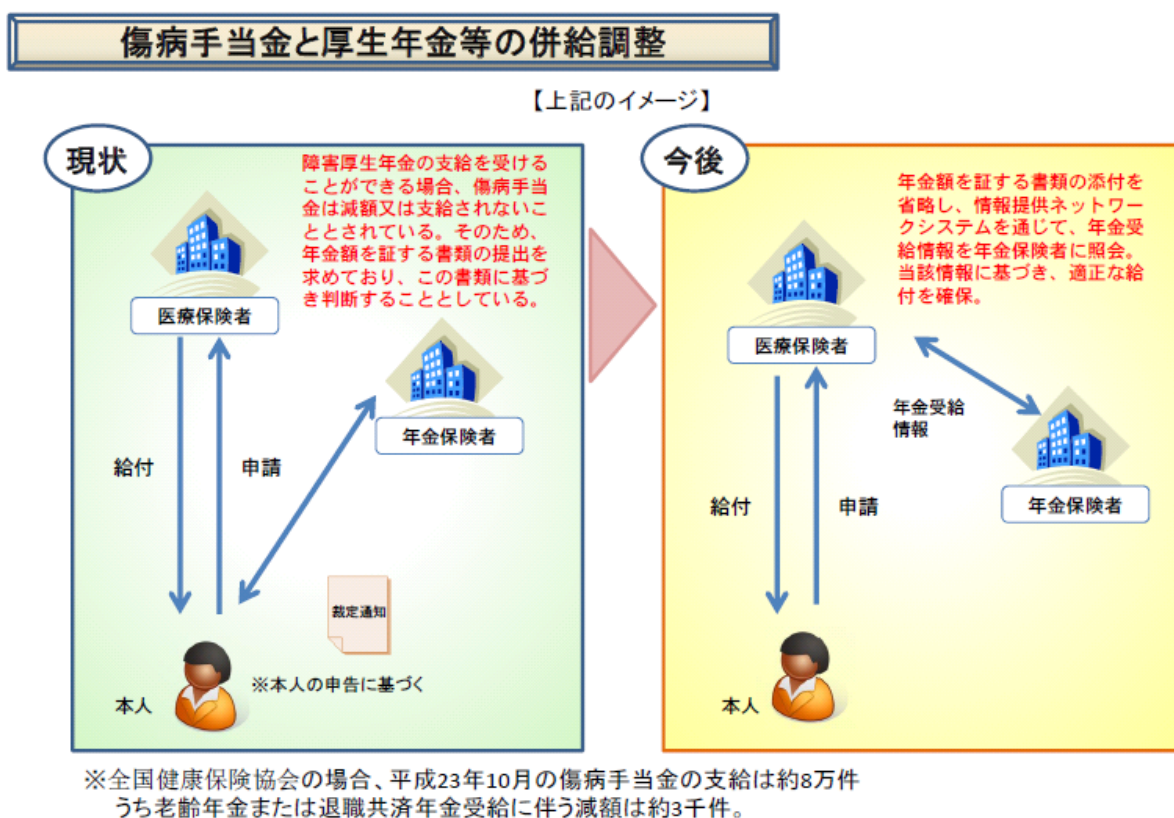 傷病手当金と厚生年金等の併給調整
【上記のイメージ】
現状
障害厚生年金の支給を受ける
ことができる場合、傷病手当
金は減額又は支給されないこ
ととされている。そのため、
年金額を証する書類の提出を
求めており、この書類に基づ
き判断することとしている。
医療保険者
年金保険者
給付
申請
裁定通知
※本人の申告に基づく
本人
今後
年金額を証する書類の添付を
省略し、情報提供ネットワー
クシステムを通じて、年金受
給情報を年金保険者に照会。
当該情報に基づき、適正な給
付を確保。
医療保険者
年金受給
情報
年金保険者
給付
申請
本人
※全国健康保険協会の場合、平成23年10月の傷病手当金の支給は約8万件
うち老齢年金または退職共済年金受給に伴う減額は約3千件。